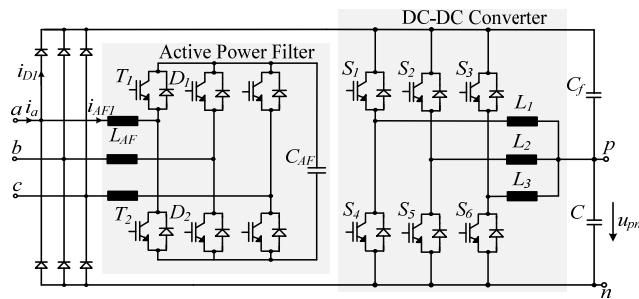 DC-DC Converter
Active Power Filter
i_D1
T_1
D_1
S_1
S_2
S_3
C_f
a
i_a
i_AF1
L_AF
L_1
b
L_2
p
C_AF
c
L_3
T_2
D_2
S_4
S_5
S_6
C
u_pn
n